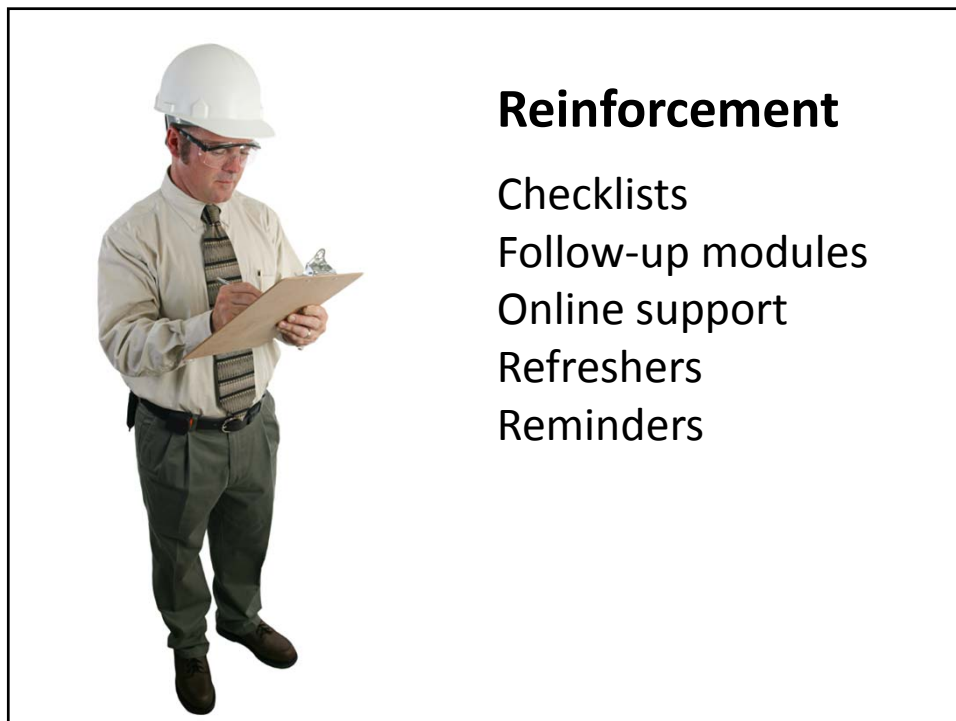 Reinforcement
Checklists
Follow-up modules
Online support
Refreshers
Reminders